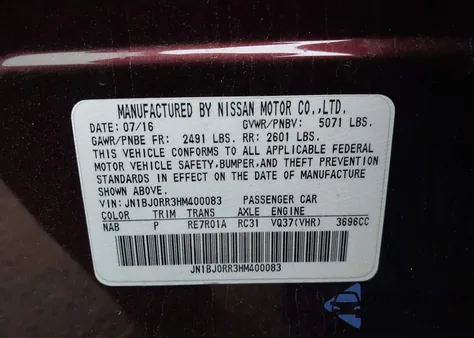 MANUFACTURED BY NISSAN MOTOR CO.,LTD.
DATE: 07/16 GVWR/PNBV: 5071 LBS.
GAWR/PNBE FR: 2491 LBS. RR: 2601 LBS.
THIS VEHICLE CONFORMS TO ALL APPLICABLE FEDERAL
MOTOR VEHICLE SAFETY,BUMPER,AND THEFT PREVENTION
STANDARDS IN EFFECT ON THE DATE OF MANUFACTURE
SHOWN ABOVE.
VIN: JN1BJ0RR3HM400083 PASSENGER CAR
COLOR TRIM TRANS AXLE ENGINE
NAB P RE7R01A RC31 VQ37(VHR) 3696CC
JN1BJ0RR3HM400083